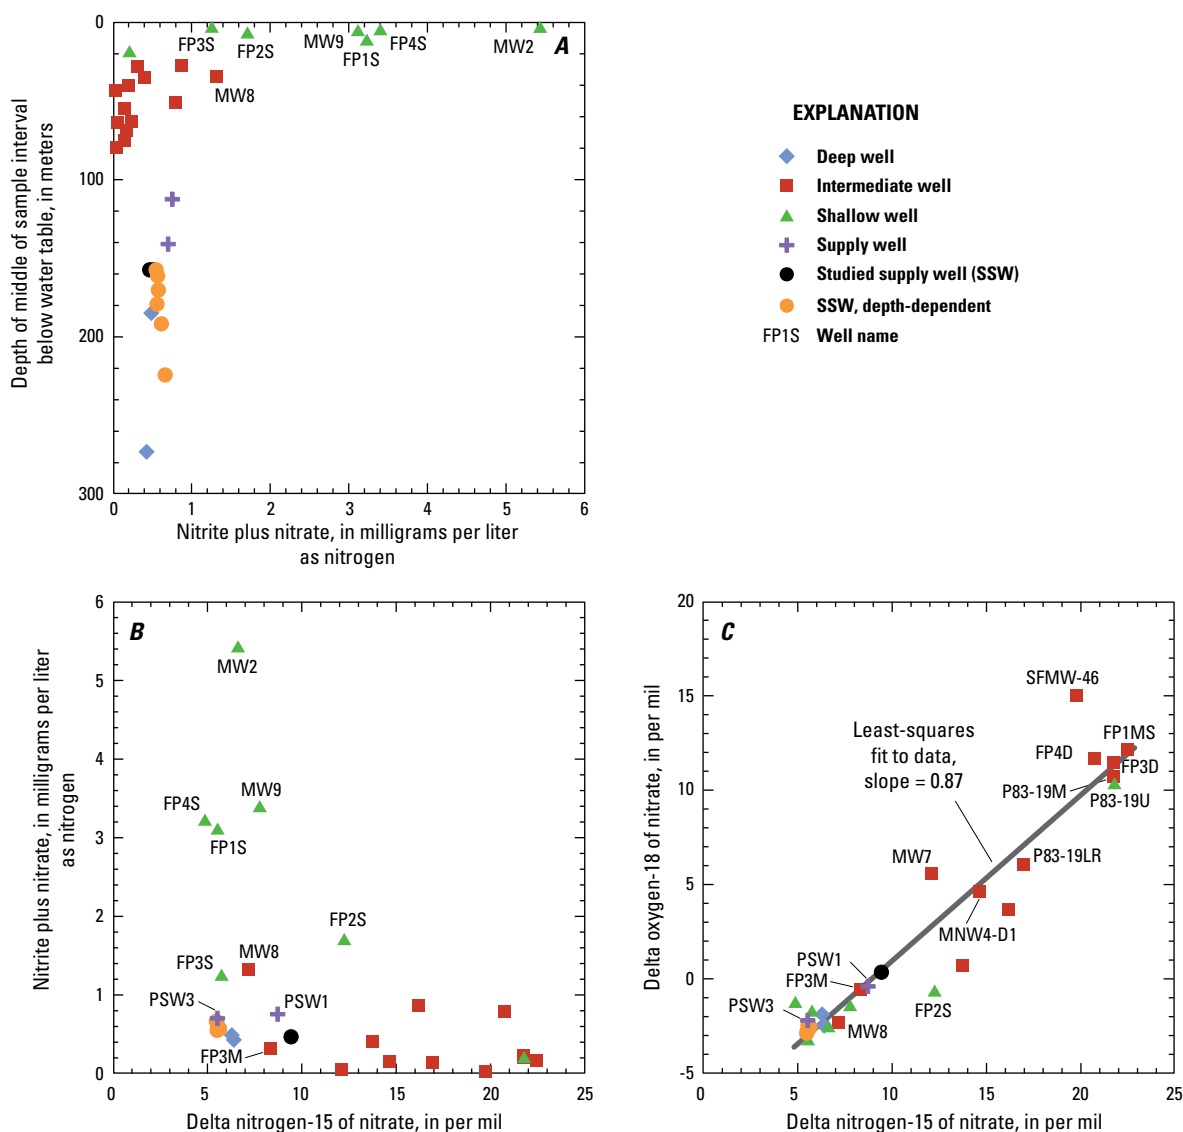 A
0
100
200
300
0
1
2
3
4
5
6
Depth of middle of sample interval
below water table, in meters
Nitrite plus nitrate, in milligrams per liter
as nitrogen
FP3S
FP2S
MW9
FP1S
FP4S
MW2
MW8
EXPLANATION
Deep well
Intermediate well
Shallow well
Supply well
Studied supply well (SSW)
SSW, depth-dependent
FP1S Well name
B
6
5
4
3
2
1
0
0
5
10
15
20
25
Nitrite plus nitrate, in milligrams per liter
as nitrogen
Delta nitrogen-15 of nitrate, in per mil
MW2
MW9
FP4S
FP1S
FP2S
MW8
FP3S
PSW3
PSW1
FP3M
C
20
15
10
5
0
-5
0
5
10
15
20
25
Delta oxygen-18 of nitrate, in per mil
Delta nitrogen-15 of nitrate, in per mil
Least-squares
fit to data,
slope = 0.87
SFMW-46
FP1MS
FP4D
FP3D
P83-19M
P83-19U
P83-19LR
MW7
MNW4-D1
PSW1
FP3M
PSW3
FP2S
MW8